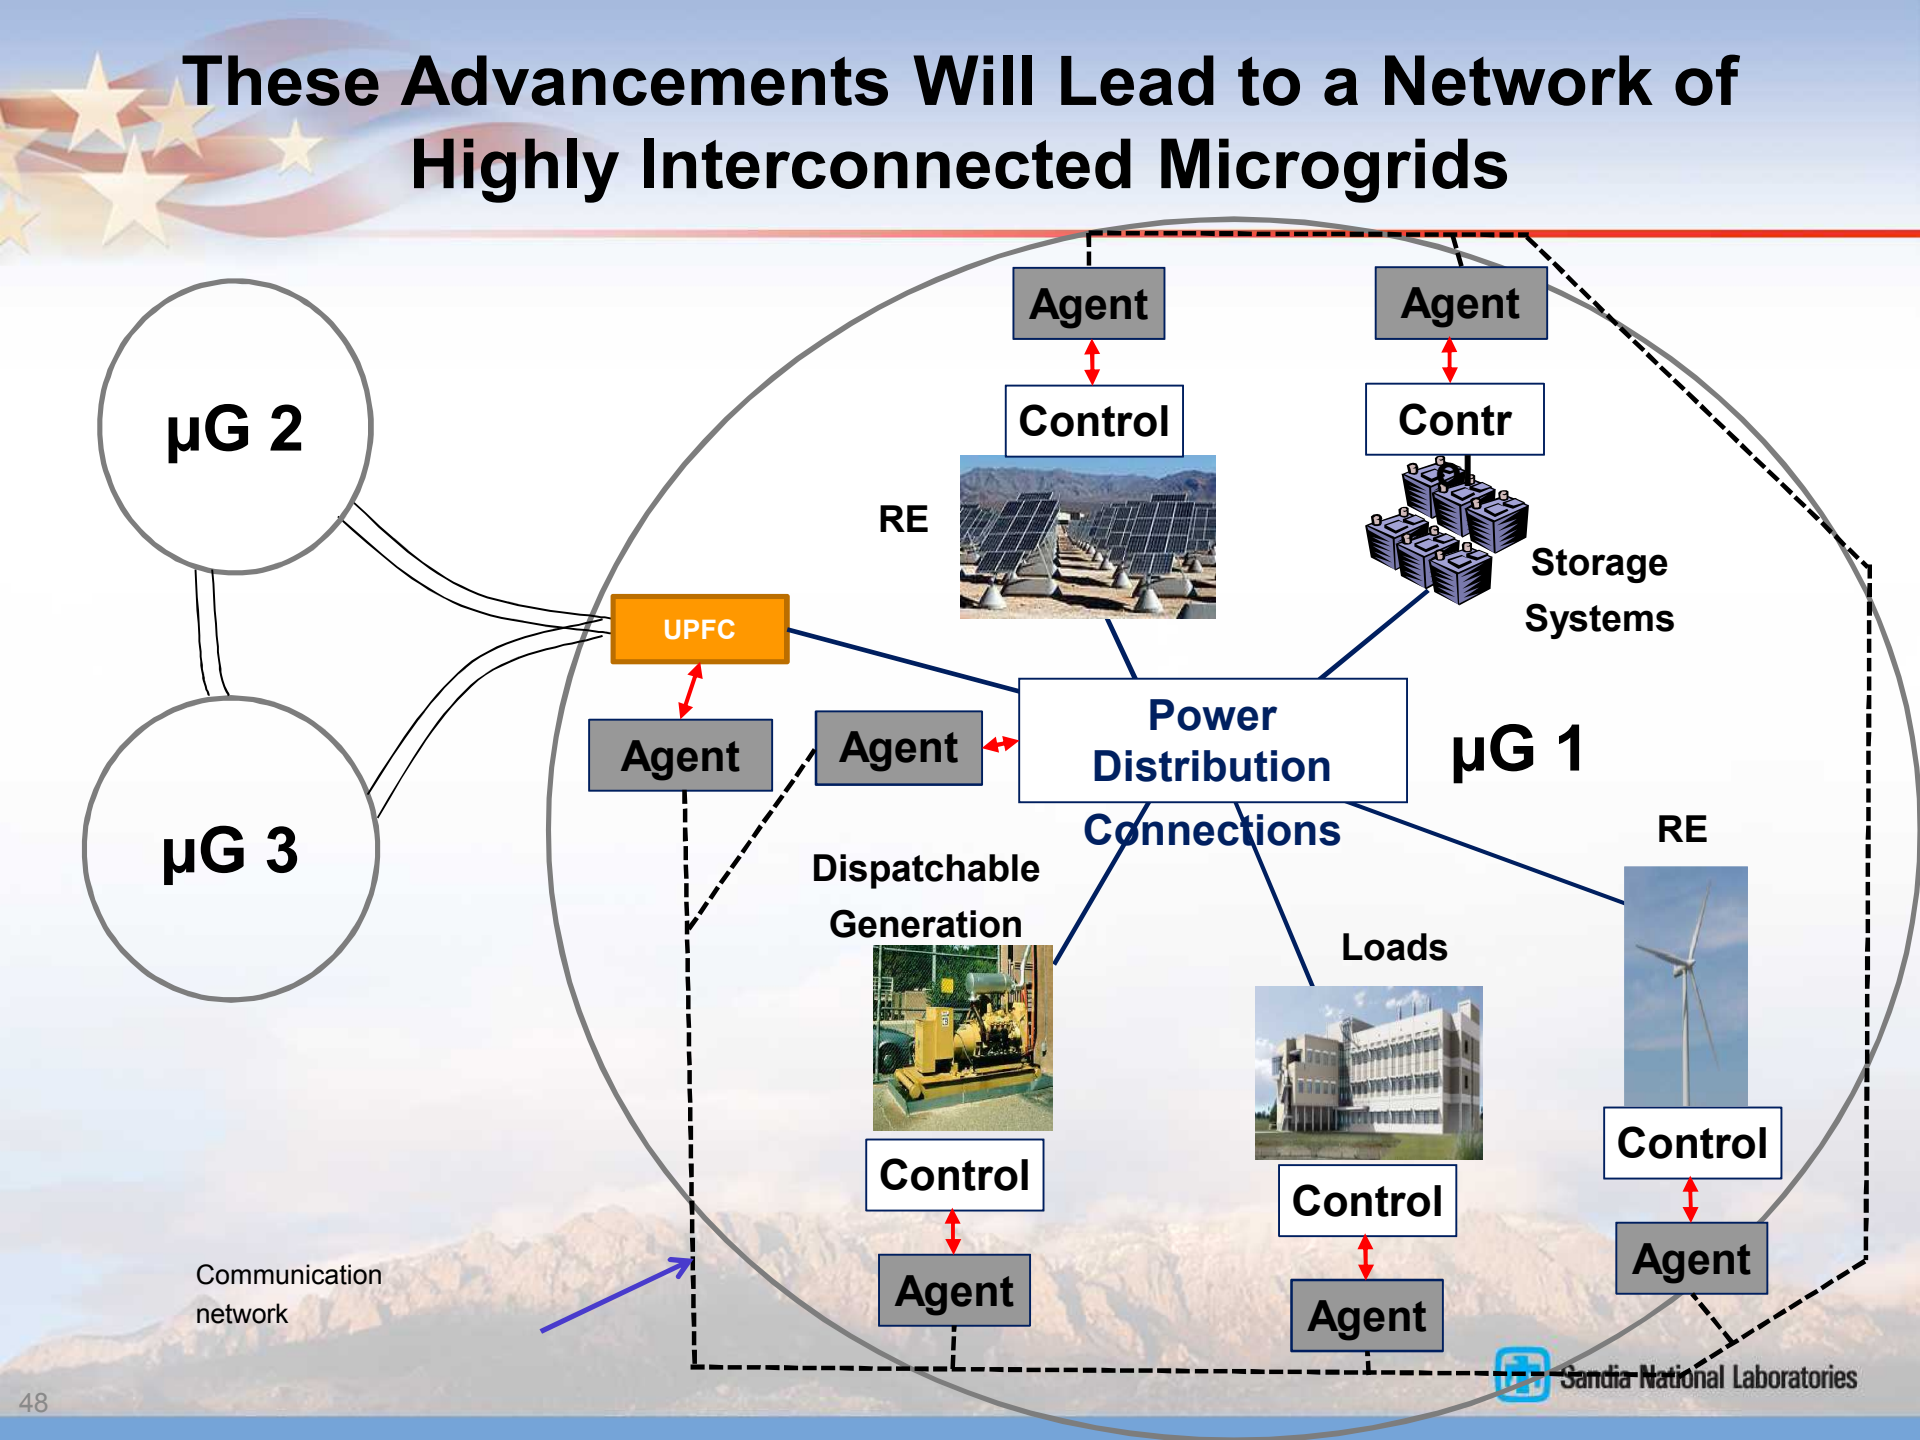 These Advancements Will Lead to a Network of
Highly Interconnected Microgrids
Agent
Agent
Control
Contr
ol
µG 2
RE
Storage
Systems
UPFC
Power
Distribution
Connections
µG 1
Agent
Agent
µG 3
RE
Dispatchable
Generation
Loads
Control
Control
Control
Agent
Agent
Agent
Communication
network
Sandia National Laboratories
48